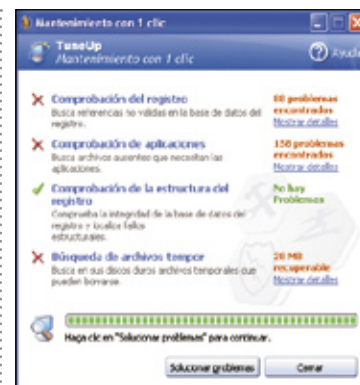 Mantenimiento con 1 clic
TuneUp
Mantenimiento con 1 clic
Ayuda
Comprobación del registro
Busca referencias no válidas en la base de datos del
registro.
88 problemas
encontrados
Mostrar detalles
Comprobación de aplicaciones
Busca archivos ausentes que necesitan las
aplicaciones.
138 problemas
encontrados
Mostrar detalles
Comprobación de la estructura del
registro
Comprueba la integridad de la base de datos del
registro y localiza fallos
estructurales.
No hay
Problemas
Búsqueda de archivos tempor
Busca en sus discos duros archivos temporales que
pueden borrarse.
20 MB
recuperable
Mostrar detalles
Haga clic en "Solucionar problemas" para continuar.
Solucionar problemas
Cerrar